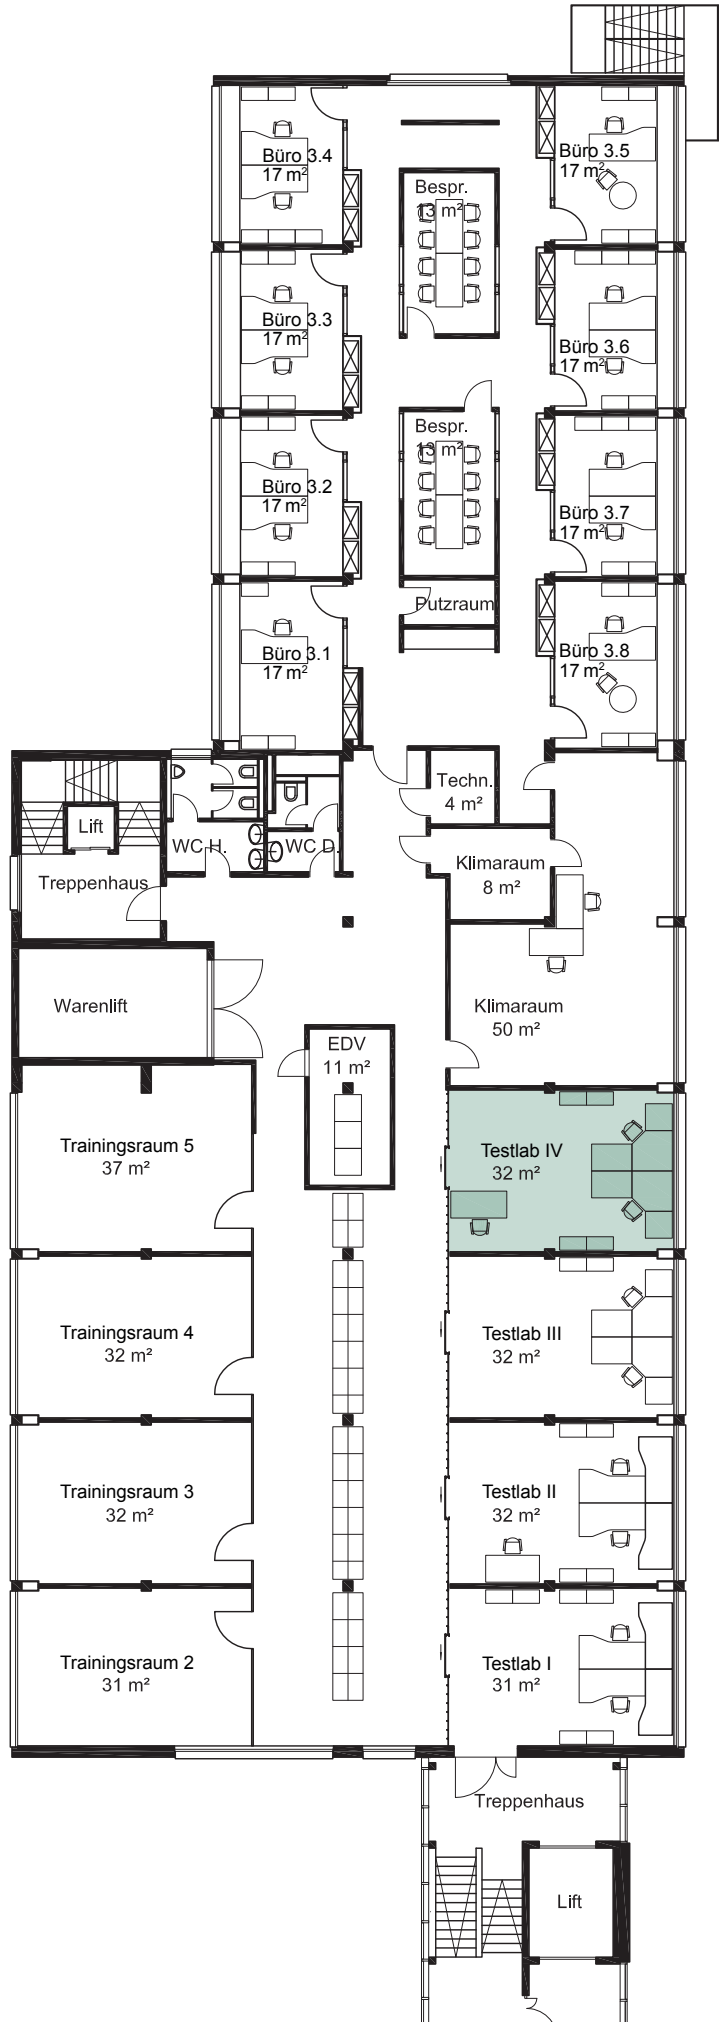 Büro 3.4
17 m²
Büro 3.5
17 m²
Bespr.
13 m²
Büro 3.3
17 m²
Büro 3.6
17 m²
Bespr.
13 m²
Büro 3.2
17 m²
Büro 3.7
17 m²
Putzraum
Büro 3.1
17 m²
Büro 3.8
17 m²
Techn.
4 m²
Lift
WC H.
WC D.
Klimaraum
8 m²
Treppenhaus
Warenlift
Klimaraum
50 m²
EDV
11 m²
Trainingsraum 5
37 m²
Testlab IV
32 m²
Trainingsraum 4
32 m²
Testlab III
32 m²
Trainingsraum 3
32 m²
Testlab II
32 m²
Trainingsraum 2
31 m²
Testlab I
31 m²
Treppenhaus
Lift